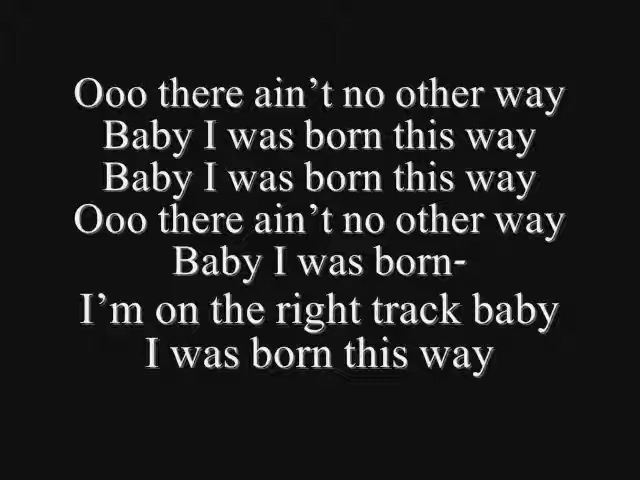 Ooo there ain’t no other way
Baby I was born this way
Baby I was born this way
Ooo there ain’t no other way
Baby I was born-
I’m on the right track baby
I was born this way